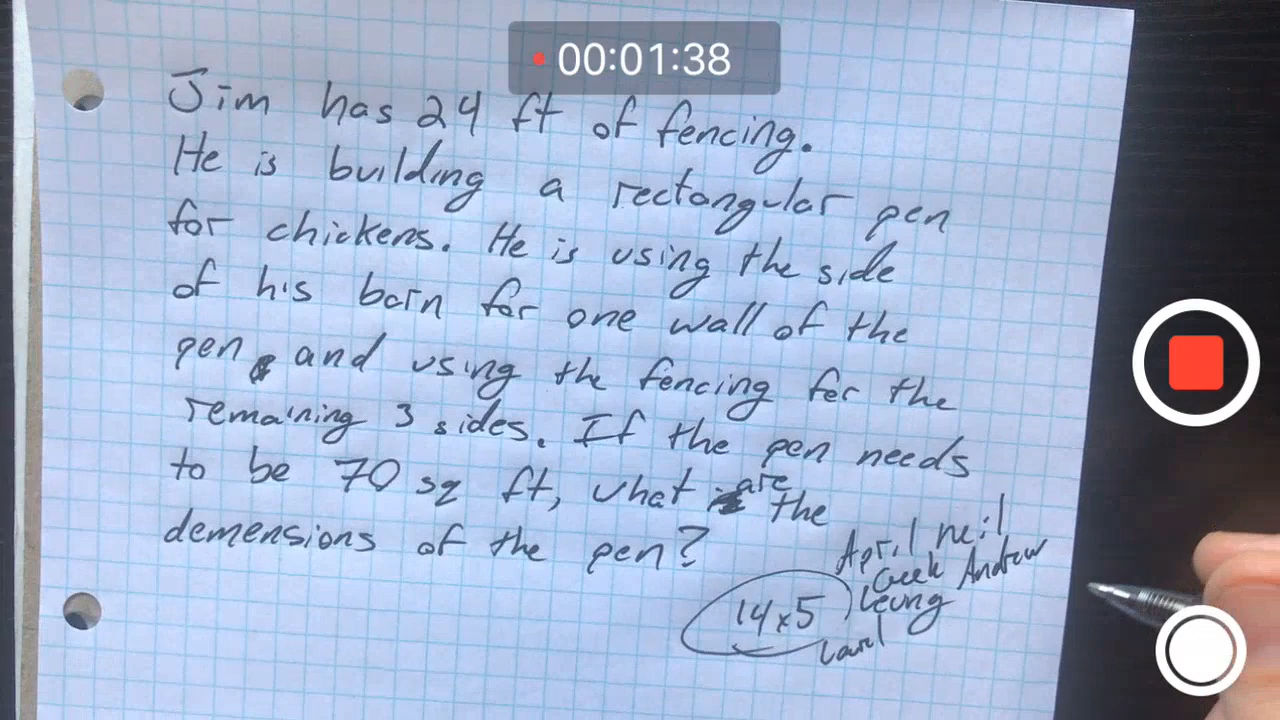 00:01:38
Jim has 24 ft of fencing.
He is building a rectangular pen
for chickens. He is using the side
of his barn for one wall of the
pen, and using the fencing for the
remaining 3 sides. If the pen needs
to be 70 sq ft, what are the
demensions of the pen?
April Neil
Geek Andrew
14x5 Leung